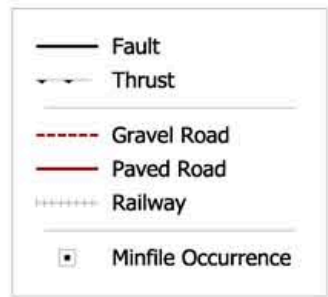 Fault
Thrust
Gravel Road
Paved Road
Railway
Minfile Occurrence